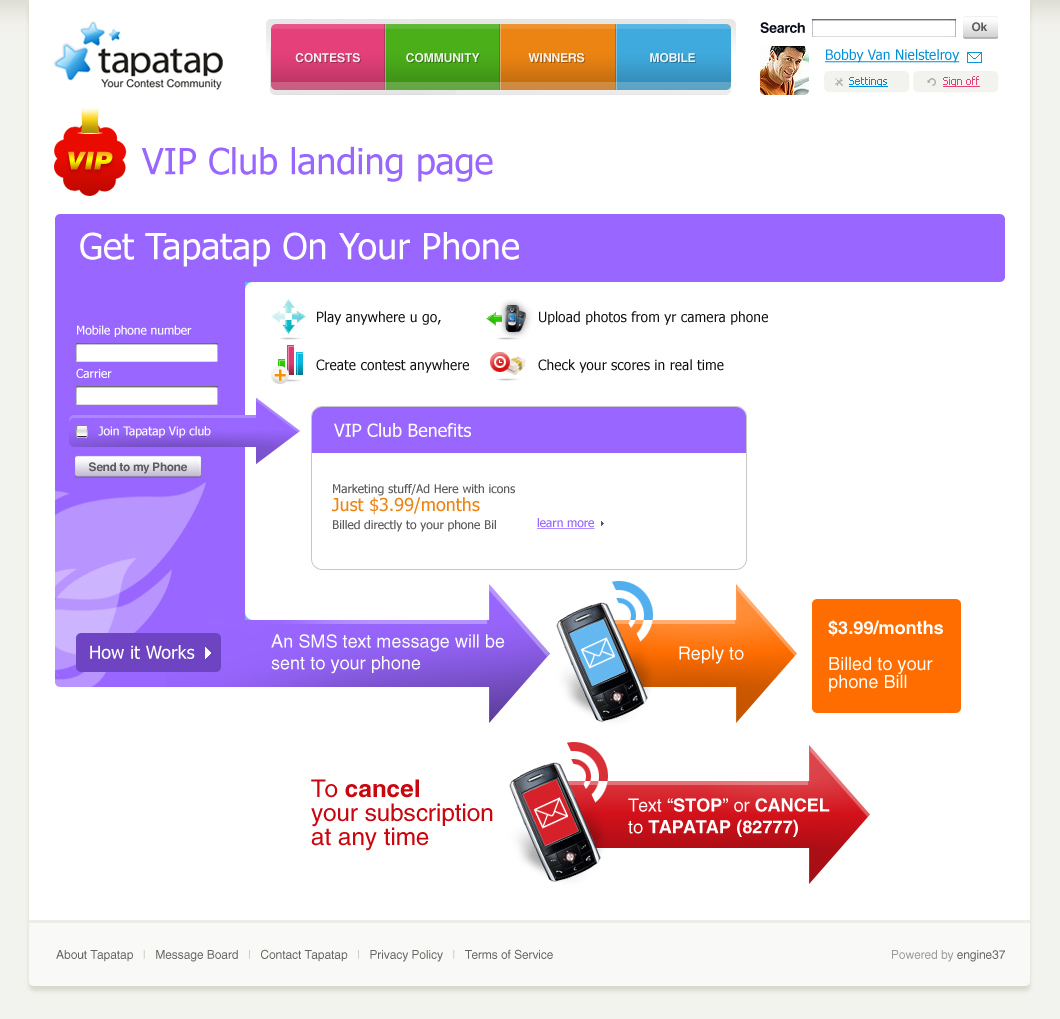 tapatap
Your Contest Community
CONTESTS
COMMUNITY
WINNERS
MOBILE
Search
Ok
Bobby Van Nielstelroy
Settings
Sign off
VIP
VIP Club landing page
Get Tapatap On Your Phone
Mobile phone number
Carrier
Join Tapatap Vip club
Send to my Phone
Play anywhere u go,
Upload photos from yr camera phone
Create contest anywhere
Check your scores in real time
VIP Club Benefits
Marketing stuff/Ad Here with icons
Just $3.99/months
Billed directly to your phone Bil
learn more
How it Works
An SMS text message will be
sent to your phone
Reply to
$3.99/months
Billed to your
phone Bill
To cancel
your subscription
at any time
Text “STOP” or CANCEL
to TAPATAP (82777)
About Tapatap
Message Board
Contact Tapatap
Privacy Policy
Terms of Service
Powered by engine37